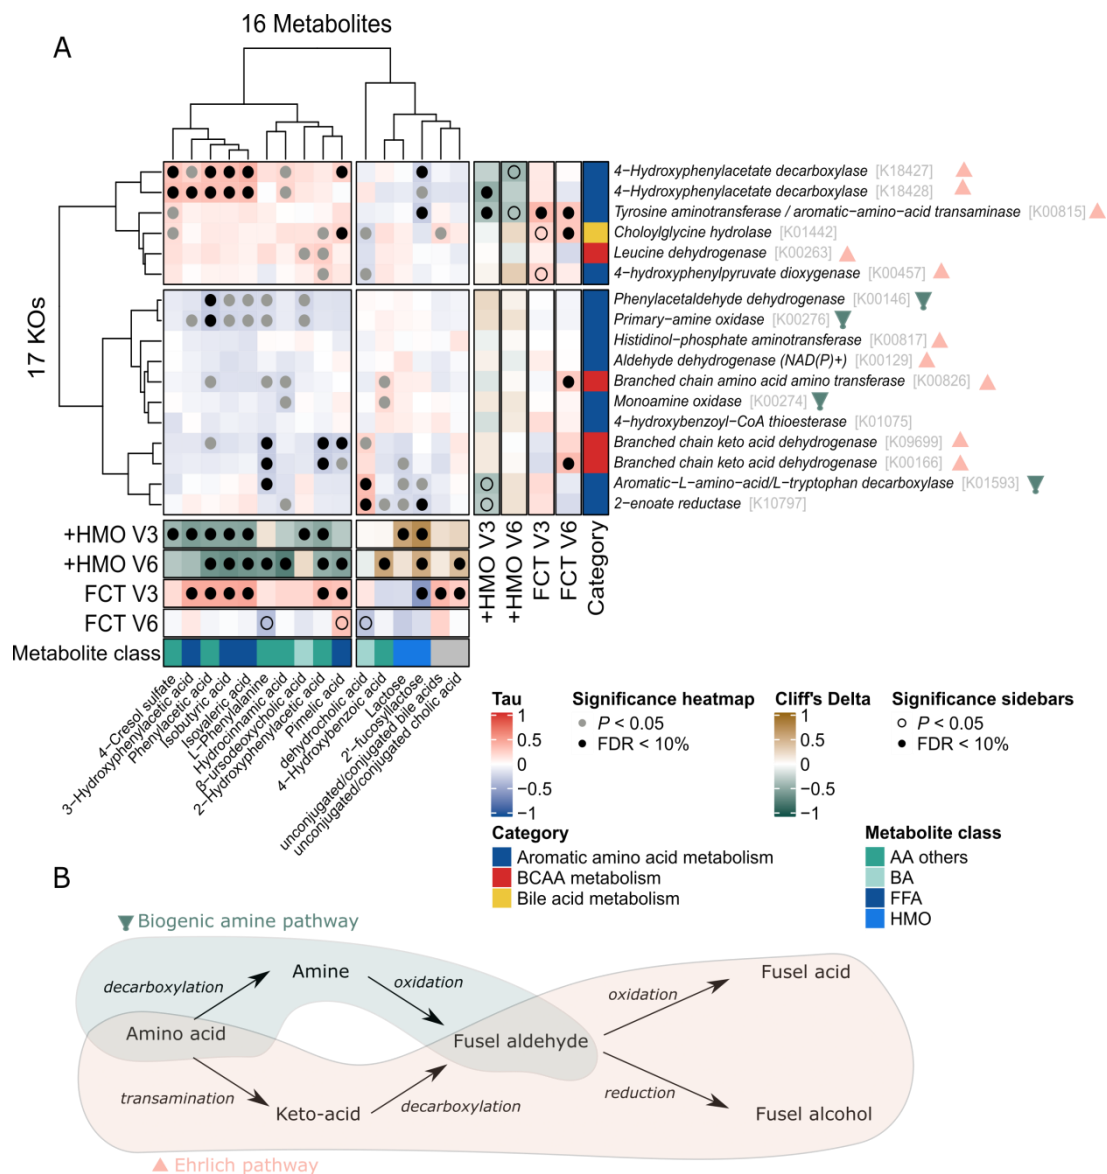 A
16 Metabolites
17 KOs
4-Hydroxyphenylacetate decarboxylase [K18427]
4-Hydroxyphenylacetate decarboxylase [K18428]
Tyrosine aminotransferase / aromatic-amino-acid transaminase [K00815]
Choloylglycine hydrolase [K01442]
Leucine dehydrogenase [K00263]
4-hydroxyphenylpyruvate dioxygenase [K00457]
Phenylacetaldehyde dehydrogenase [K00146]
Primary-amine oxidase [K00276]
Histidinol-phosphate aminotransferase [K00817]
Aldehyde dehydrogenase (NAD(P)+) [K00129]
Branched chain amino acid amino transferase [K00826]
Monoamine oxidase [K00274]
4-hydroxybenzoyl-CoA thioesterase [K01075]
Branched chain keto acid dehydrogenase [K09699]
Branched chain keto acid dehydrogenase [K00166]
Aromatic-L-amino-acid/L-tryptophan decarboxylase [K01593]
2-enoate reductase [K10797]
+HMO V3
+HMO V6
FCT V3
FCT V6
Metabolite class
+HMO V3
+HMO V6
FCT V3
FCT V6
Category
4-Cresol sulfate
3-Hydroxyphenylacetic acid
Phenylacetic acid
Isobutyric acid
Isovaleric acid
L-Phenylalanine
Hydrocinnamic acid
β-ursodeoxycholic acid
2-Hydroxyphenylacetic acid
Pimelic acid
dehydrocholic acid
4-Hydroxybenzoic acid
Lactose
2'-fucosyllactose
unconjugated/conjugated bile acids
unconjugated/conjugated cholic acid
Tau
1
0.5
0
-0.5
-1
Significance heatmap
P < 0.05
FDR < 10%
Cliff's Delta
1
0.5
0
-0.5
-1
Significance sidebars
P < 0.05
FDR < 10%
Category
Aromatic amino acid metabolism
BCAA metabolism
Bile acid metabolism
Metabolite class
AA others
BA
FFA
HMO
B
Biogenic amine pathway
Amine
Fusel acid
decarboxylation
oxidation
oxidation
Amino acid
Fusel aldehyde
transamination
decarboxylation
reduction
Keto-acid
Fusel alcohol
Ehrlich pathway